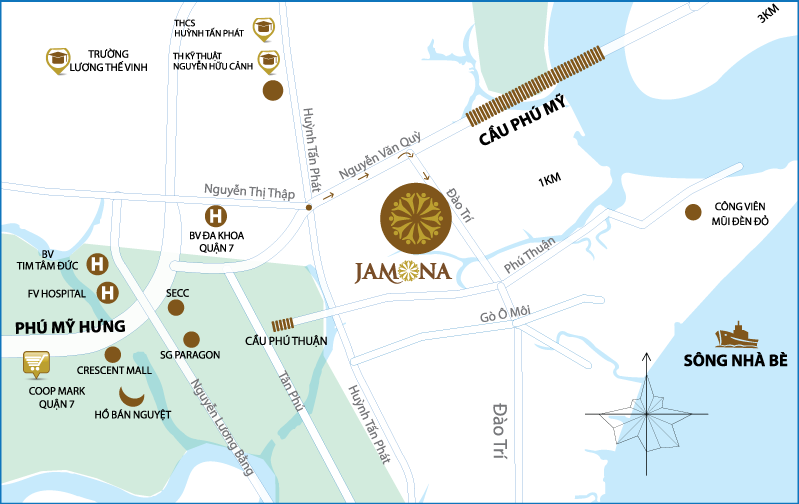 3KM
THCS
HUỲNH TẤN PHÁT
TRƯỜNG
LƯƠNG THẾ VINH
TH KỸ THUẬT
NGUYỄN HỮU CẢNH
CẦU PHÚ MỸ
Huỳnh Tấn Phát
Nguyễn Văn Quỳ
1KM
Nguyễn Thị Thập
Đào Trí
CÔNG VIÊN
MŨI ĐÈN ĐỎ
H
BV ĐA KHOA
QUẬN 7
JAMONA
Phú Thuận
BV
TIM TÂM ĐỨC
H
FV HOSPITAL
H
SECC
Gò Ô Môi
PHÚ MỸ HƯNG
CẦU PHÚ THUẬN
SG PARAGON
SÔNG NHÀ BÈ
CRESCENT MALL
COOP MARK
QUẬN 7
HỒ BÁN NGUYỆT
Nguyễn Lương Bằng
Tân Phú
Huỳnh Tấn Phát
Đào Trí